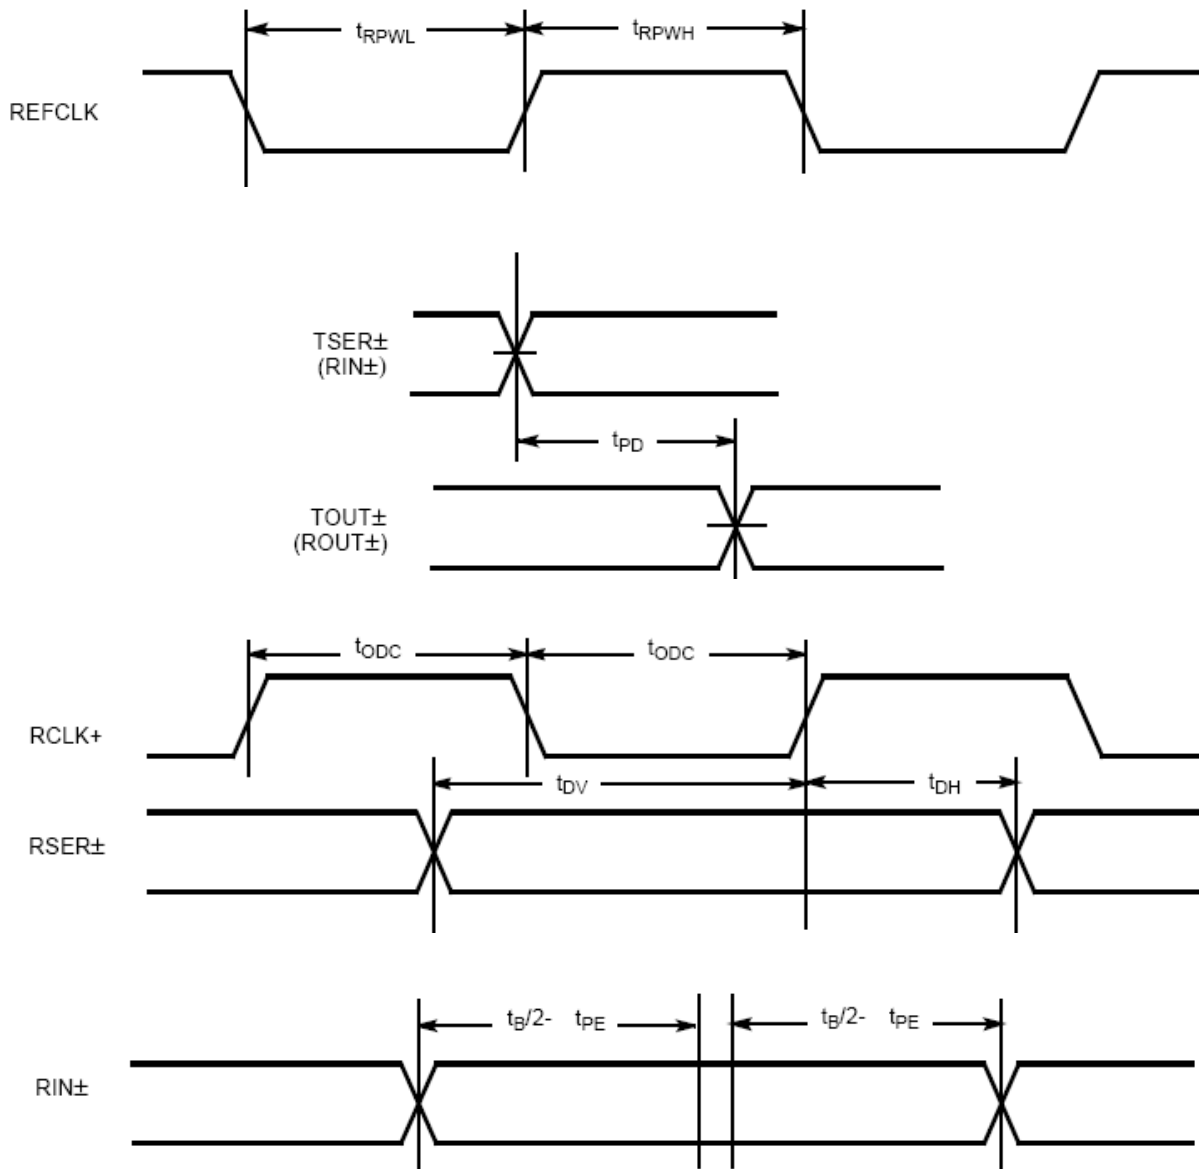 tRPWL
tRPWH
REFCLK
TSER±
(RIN±)
tPD
TOUT±
(ROUT±)
tODC
tODC
RCLK+
tDV
tDH
RSER±
tB/2- tPE
tB/2- tPE
RIN±